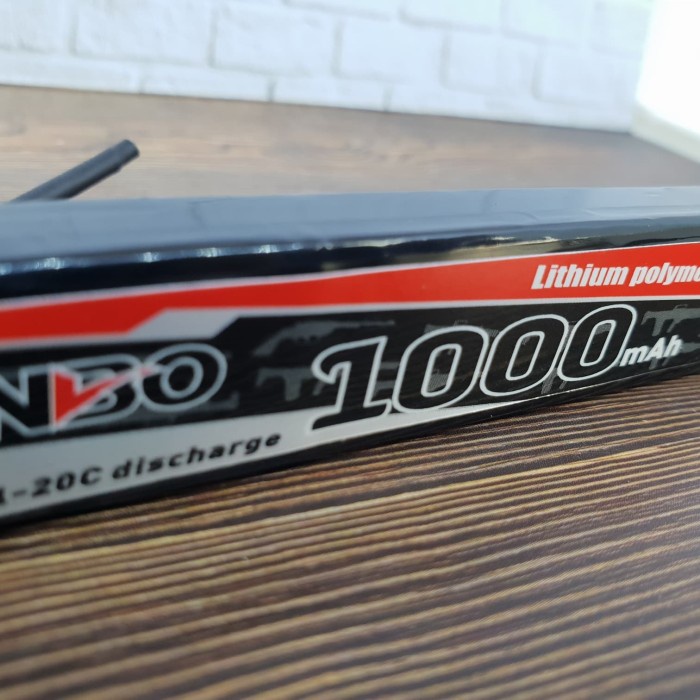 Lithium polyme
NBO
1000mAh
-20C discharge